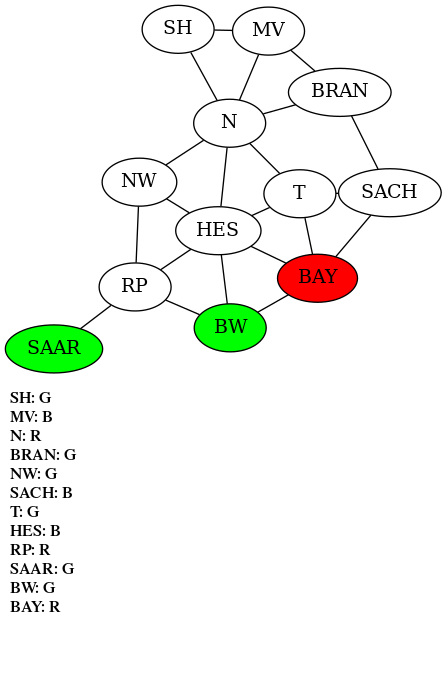 SH
MV
BRAN
N
NW
T
SACH
HES
BAY
RP
BW
SAAR
SH: G
MV: B
N: R
BRAN: G
NW: G
SACH: B
T: G
HES: B
RP: R
SAAR: G
BW: G
BAY: R